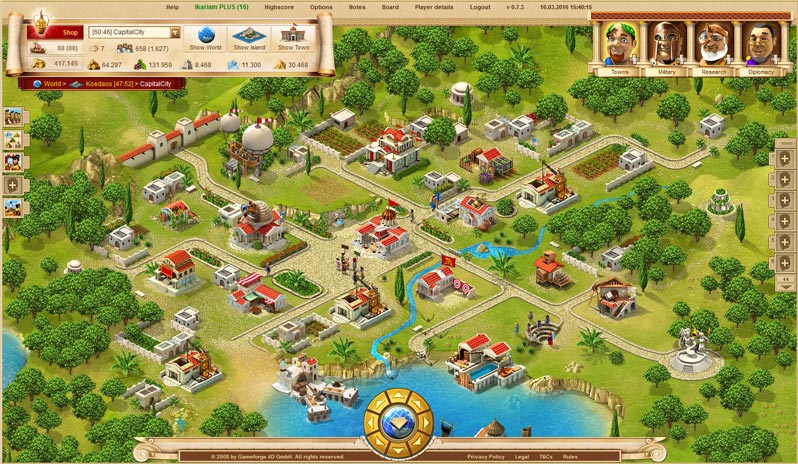 Help Ikariam PLUS (16) Highscore Options Notes Board Player details Logout v 0.7.3 16.03.2016 15:40:15
Shop [60:46] CapitalCity
88 (88) 7 658 (1,627) Show World Show Island Show Town
417.145 64.297 131.959 8.468 11.300 30.468
World > Keedaos [47:52] > CapitalCity
Towns Military Research Diplomacy
© 2008 by Gameforge 4D GmbH. All rights reserved. Privacy Policy Legal T&Cs Rules